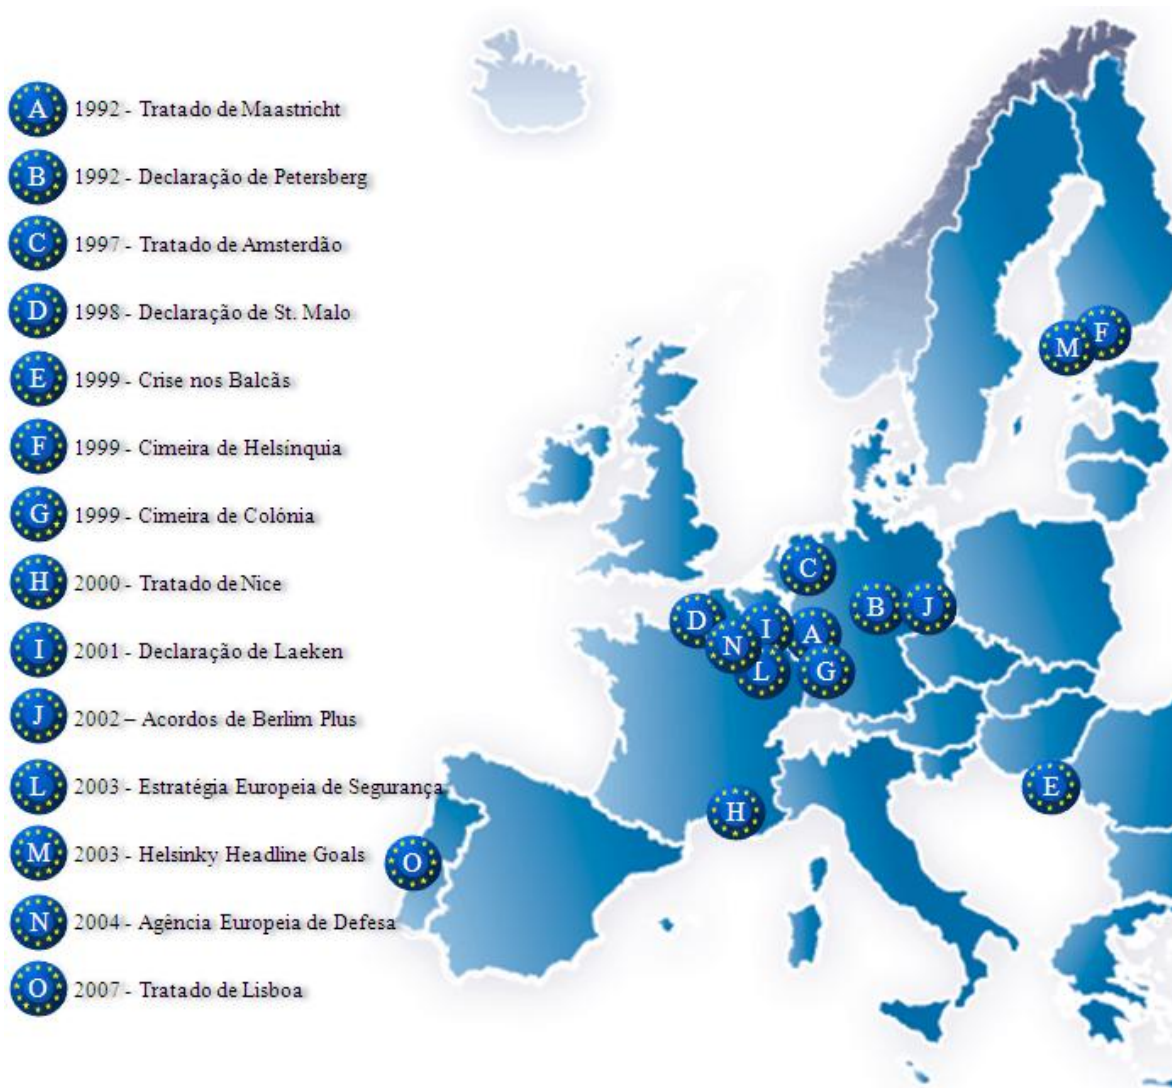 A 1992 - Tratado de Maastricht
B 1992 - Declaração de Petersberg
C 1997 - Tratado de Amsterdão
D 1998 - Declaração de St. Malo
E 1999 - Crise nos Balcãs
F 1999 - Cimeira de Helsínquia
G 1999 - Cimeira de Colónia
H 2000 - Tratado de Nice
I 2001 - Declaração de Laeken
J 2002 – Acordos de Berlim Plus
L 2003 - Estratégia Europeia de Segurança
M 2003 - Helsinky Headline Goals
N 2004 - Agência Europeia de Defesa
O 2007 - Tratado de Lisboa
M F
C
B J
D I A
N L G
E
H
O